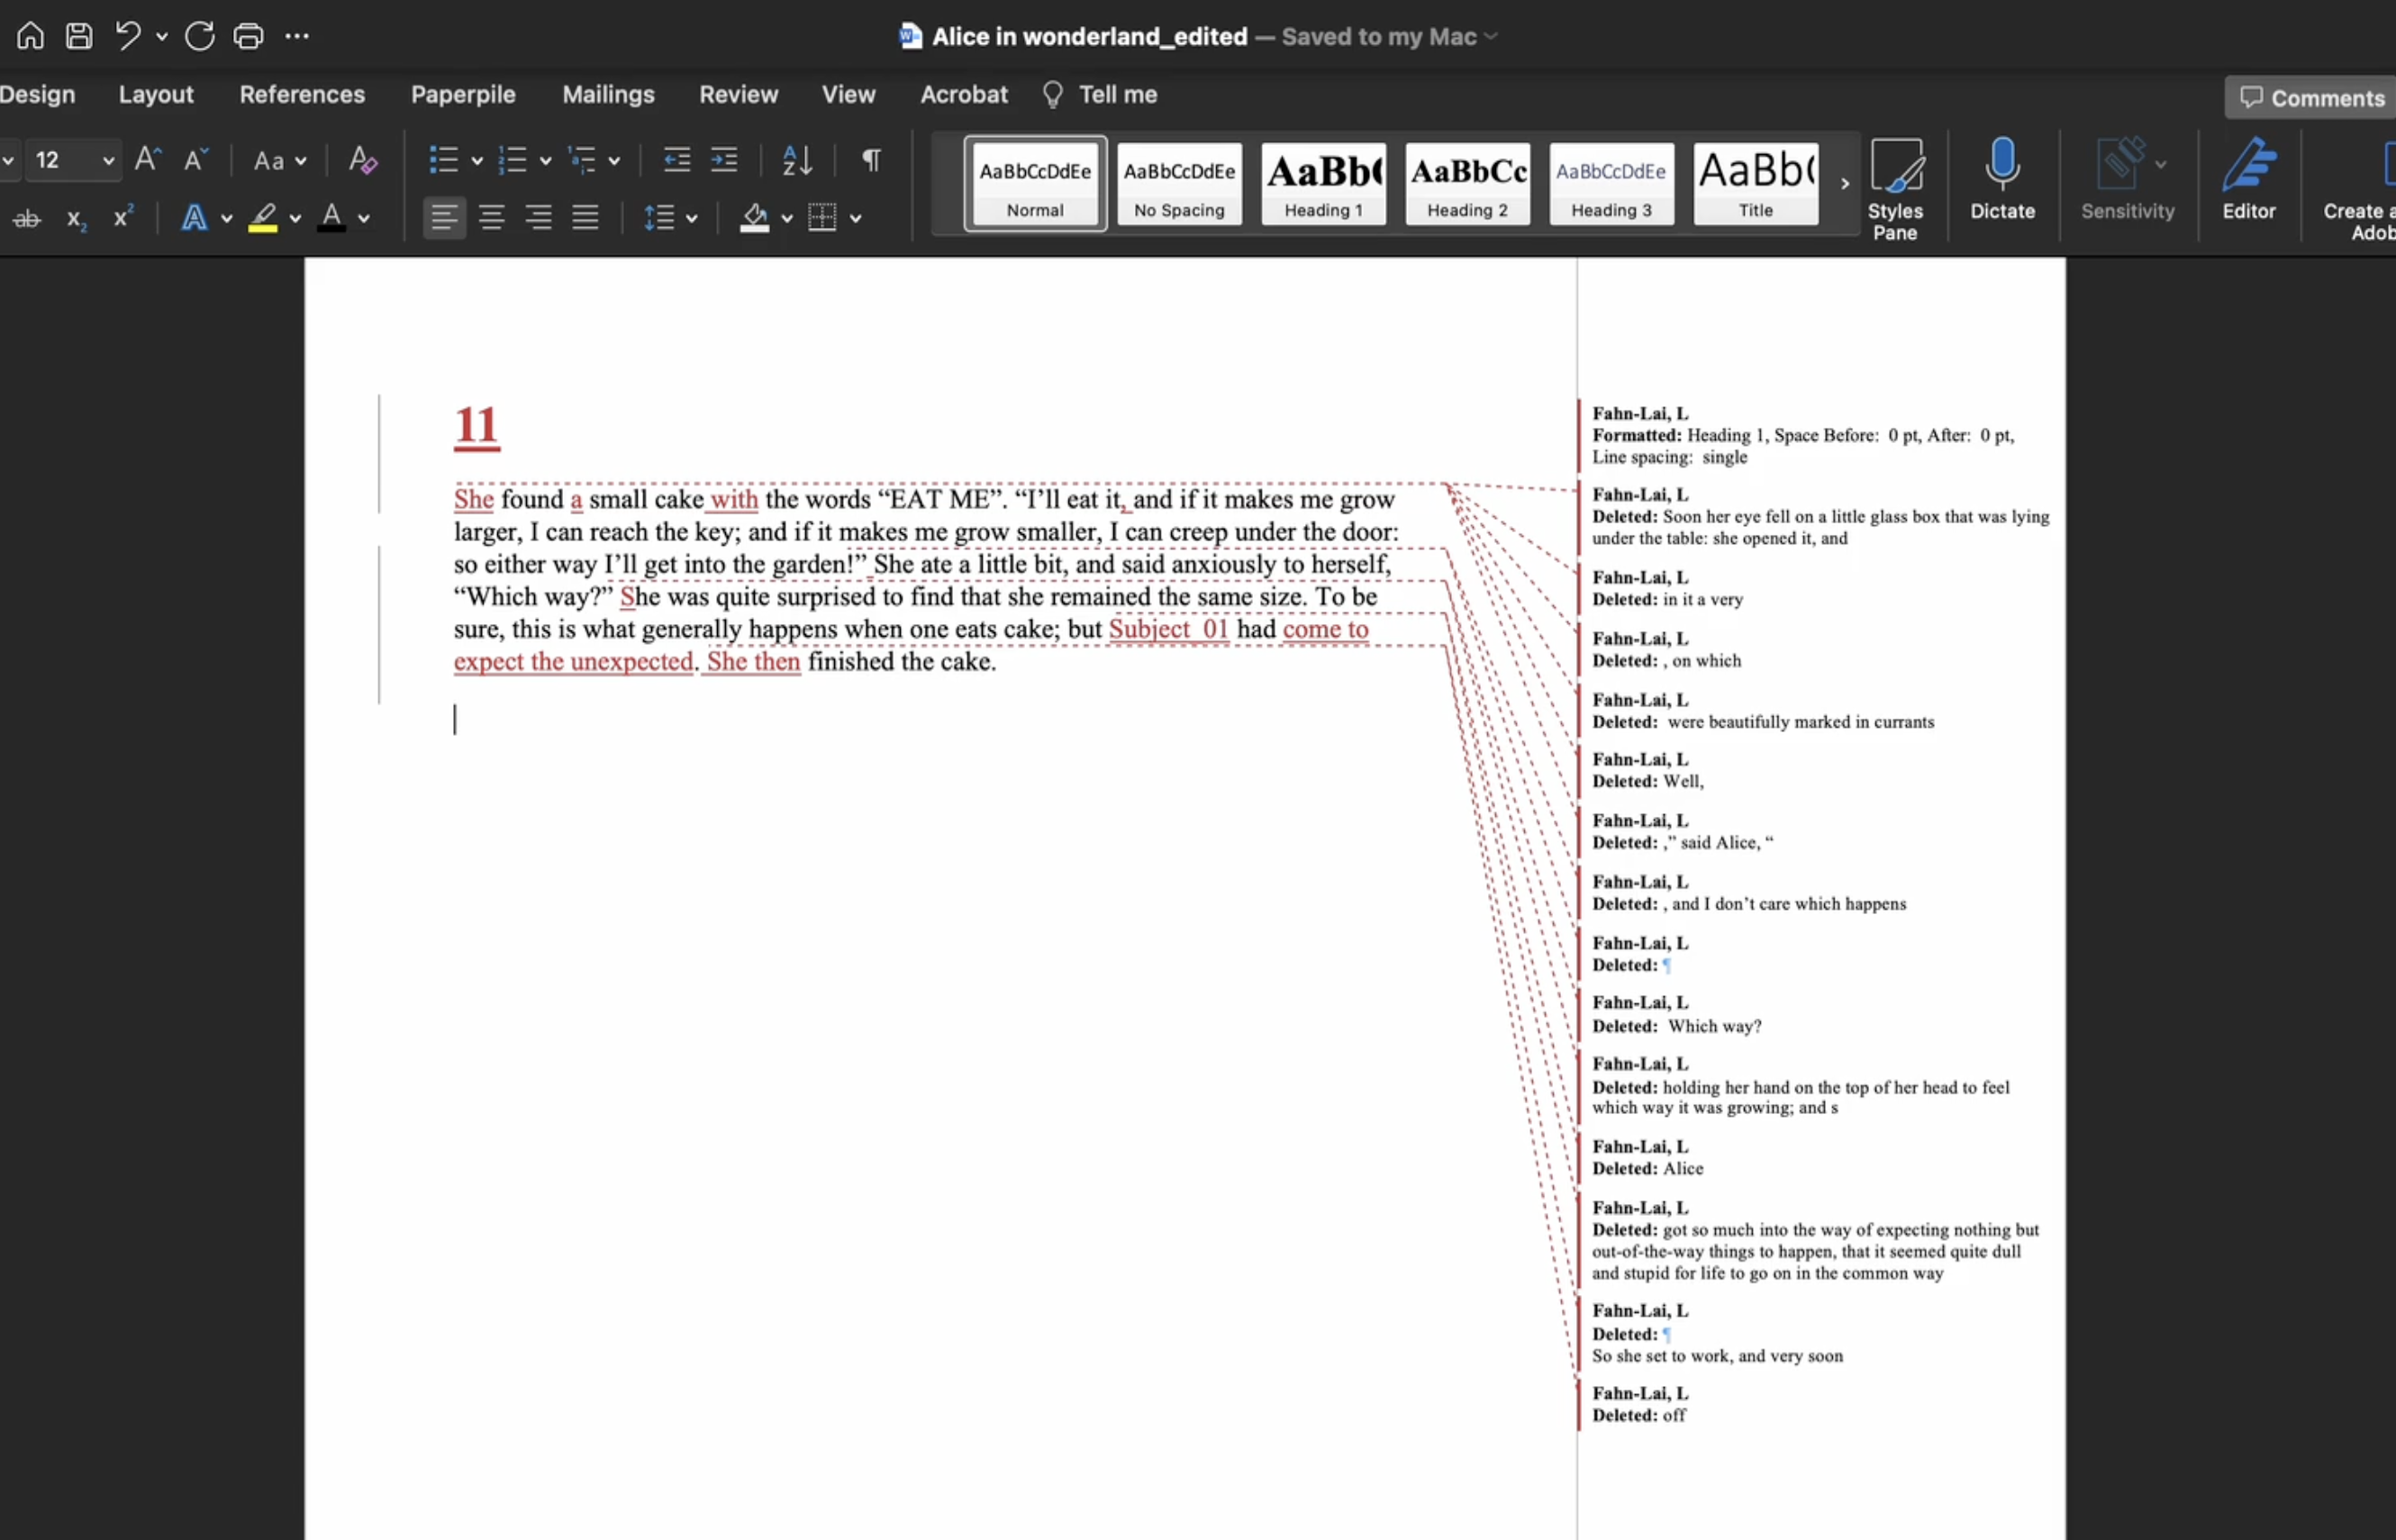 Alice in wonderland_edited — Saved to my Mac
Design Layout References Paperpile Mailings Review View Acrobat Tell me Comments
12 Aa AaBbCcDdEe AaBbCcDdEe AaBb( AaBbCc AaBbCcDdEe AaBb(
Normal No Spacing Heading 1 Heading 2 Heading 3 Title Styles Pane Dictate Sensitivity Editor Create a
Adob
11
She found a small cake with the words “EAT ME”. “I’ll eat it, and if it makes me grow
larger, I can reach the key; and if it makes me grow smaller, I can creep under the door:
so either way I’ll get into the garden!” She ate a little bit, and said anxiously to herself,
“Which way?” She was quite surprised to find that she remained the same size. To be
sure, this is what generally happens when one eats cake; but Subject_01 had come to
expect the unexpected. She then finished the cake.
Fahn-Lai, L
Formatted: Heading 1, Space Before: 0 pt, After: 0 pt,
Line spacing: single
Fahn-Lai, L
Deleted: Soon her eye fell on a little glass box that was lying
under the table: she opened it, and
Fahn-Lai, L
Deleted: in it a very
Fahn-Lai, L
Deleted: , on which
Fahn-Lai, L
Deleted: were beautifully marked in currants
Fahn-Lai, L
Deleted: Well,
Fahn-Lai, L
Deleted: ,” said Alice, “
Fahn-Lai, L
Deleted: , and I don’t care which happens
Fahn-Lai, L
Deleted: ¶
Fahn-Lai, L
Deleted: Which way?
Fahn-Lai, L
Deleted: holding her hand on the top of her head to feel
which way it was growing; and s
Fahn-Lai, L
Deleted: Alice
Fahn-Lai, L
Deleted: got so much into the way of expecting nothing but
out-of-the-way things to happen, that it seemed quite dull
and stupid for life to go on in the common way
Fahn-Lai, L
Deleted: ¶
So she set to work, and very soon
Fahn-Lai, L
Deleted: off